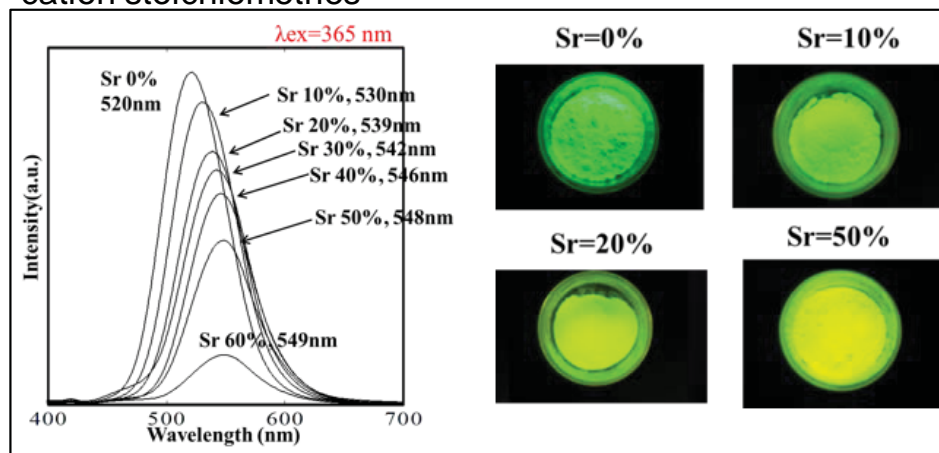 cation stoichiometries
λex=365 nm
Sr 0%
520nm
Sr 10%, 530nm
Sr 20%, 539nm
Sr 30%, 542nm
Sr 40%, 546nm
Sr 50%, 548nm
Sr 60%, 549nm
Intensity(a.u.)
400
500
600
700
Wavelength (nm)
Sr=0%
Sr=10%
Sr=20%
Sr=50%